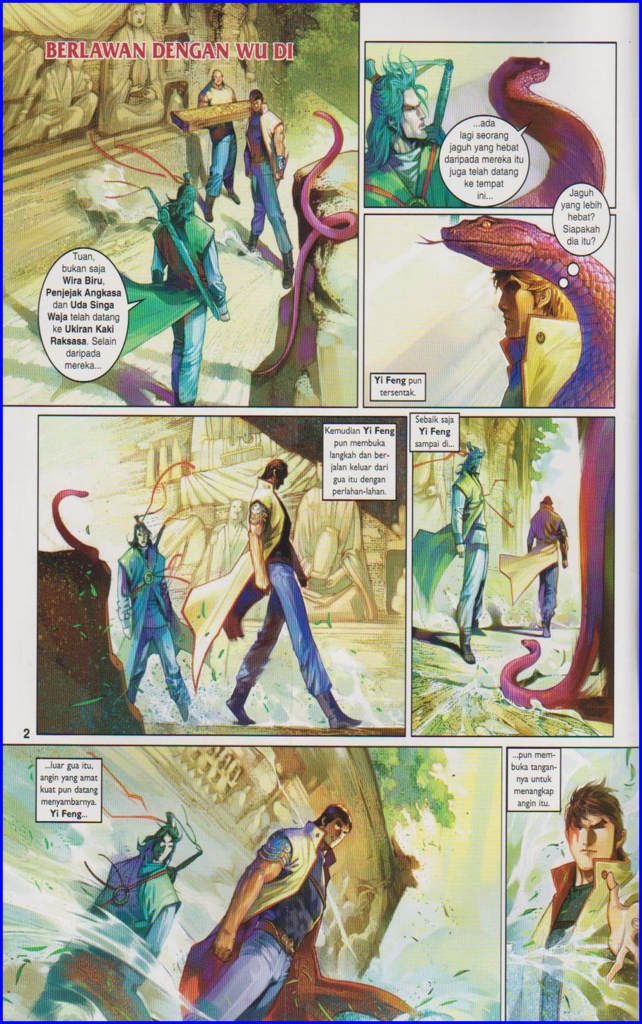 BERLAWAN DENGAN WU DI
Tuan,
bukan saja
Wira Biru,
Penjejak Angkasa
dan Uda Singa
Waja telah datang
ke Ukiran Kaki
Raksasa. Selain
daripada
mereka...
...ada
lagi seorang
jaguh yang hebat
daripada mereka itu
juga telah datang
ke tempat
ini...
Jaguh
yang lebih
hebat?
Siapakah
dia itu?
Yi Feng pun
tersentak.
Kemudian Yi Feng
pun membuka
langkah dan ber-
jalan keluar dari
gua itu dengan
perlahan-lahan.
Sebaik saja
Yi Feng
sampai di...
2
...luar gua itu,
angin yang amat
kuat pun datang
menyambarnya.
Yi Feng...
...pun mem-
buka tangan-
nya untuk
menangkap
angin itu.